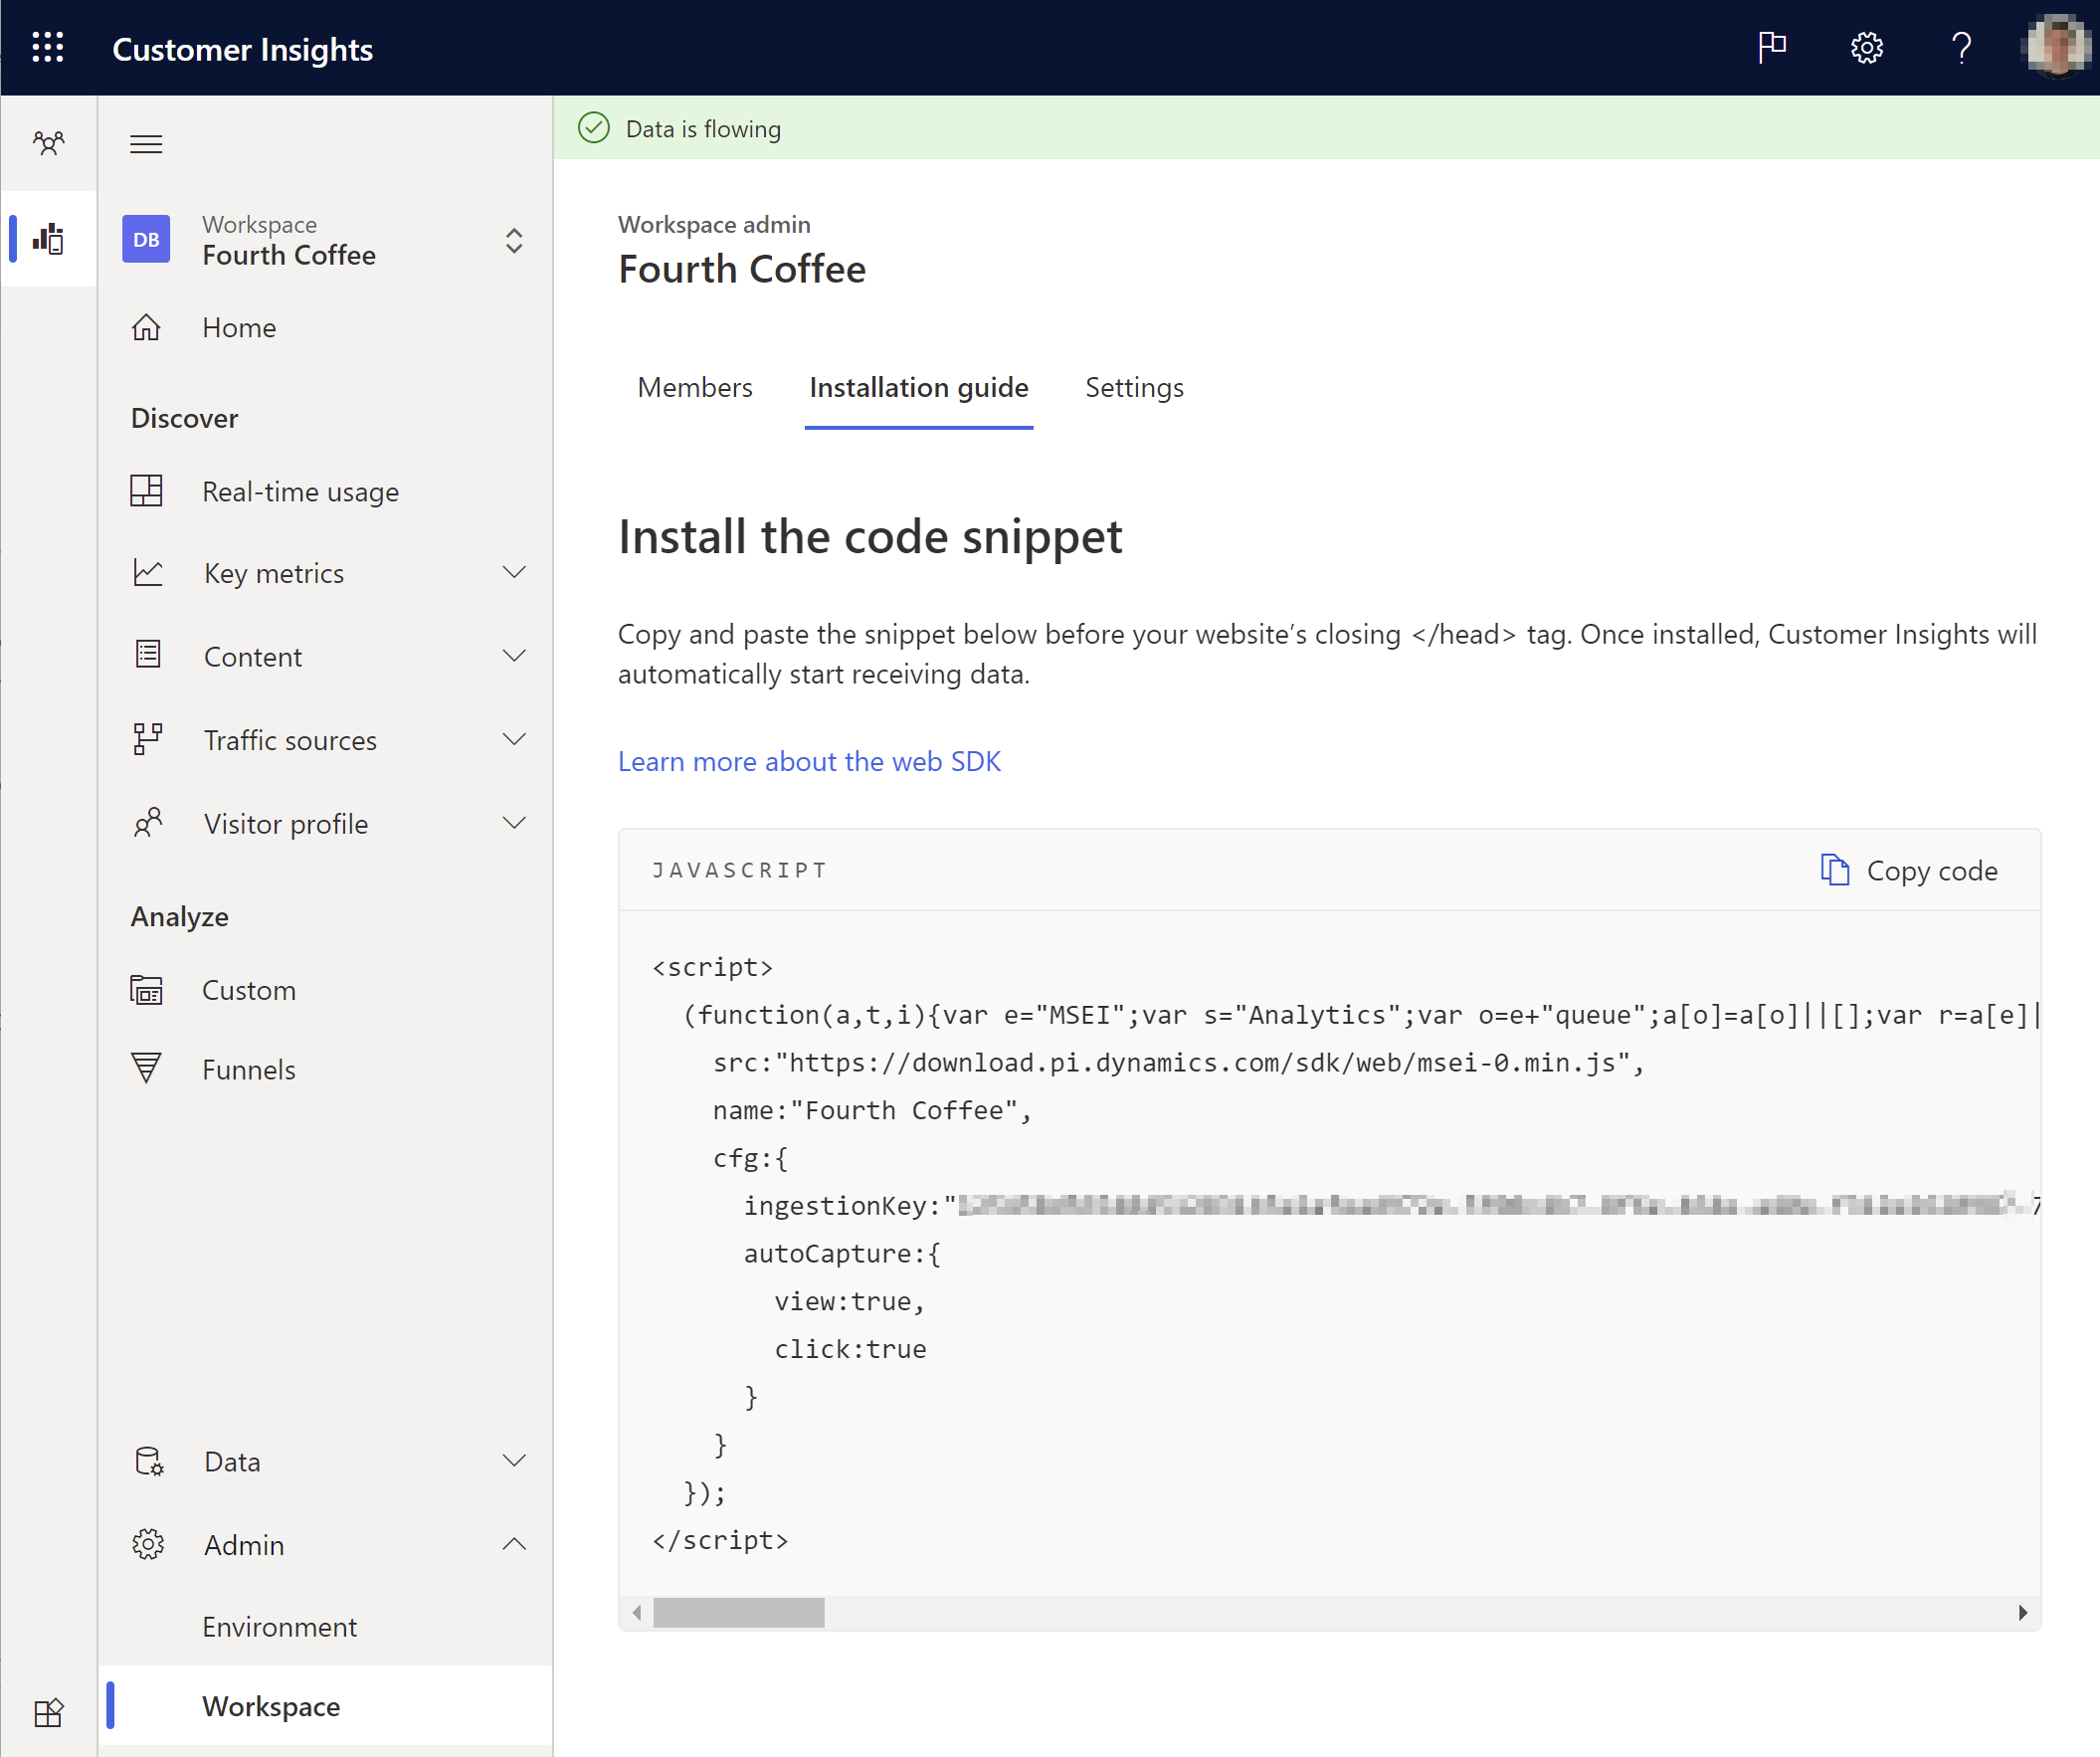 Customer Insights
Data is flowing
DB
Workspace
Fourth Coffee
Home
Discover
Real-time usage
Key metrics
Content
Traffic sources
Visitor profile
Analyze
Custom
Funnels
Data
Admin
Environment
Workspace
Workspace admin
Fourth Coffee
Members
Installation guide
Settings
Install the code snippet
Copy and paste the snippet below before your website’s closing </head> tag. Once installed, Customer Insights will
automatically start receiving data.
Learn more about the web SDK
JAVASCRIPT
Copy code
<script>
(function(a,t,i){var e="MSEI";var s="Analytics";var o=e+"queue";a[o]=a[o]||[];var r=a[e]|
src:"https://download.pi.dynamics.com/sdk/web/msei-0.min.js",
name:"Fourth Coffee",
cfg:{
ingestionKey:"
autoCapture:{
view:true,
click:true
}
}
});
</script>